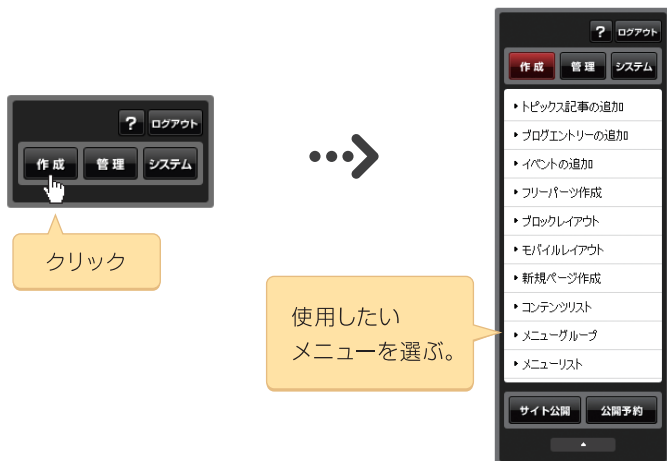 ? ログアウト
作成 管理 システム
クリック
使用したい
メニューを選ぶ。
? ログアウト
作成 管理 システム
トピックス記事の追加
ブログエントリーの追加
イベントの追加
フリーパーツ作成
ブロックレイアウト
モバイルレイアウト
新規ページ作成
コンテンツリスト
メニューグループ
メニューリスト
サイト公開 公開予約